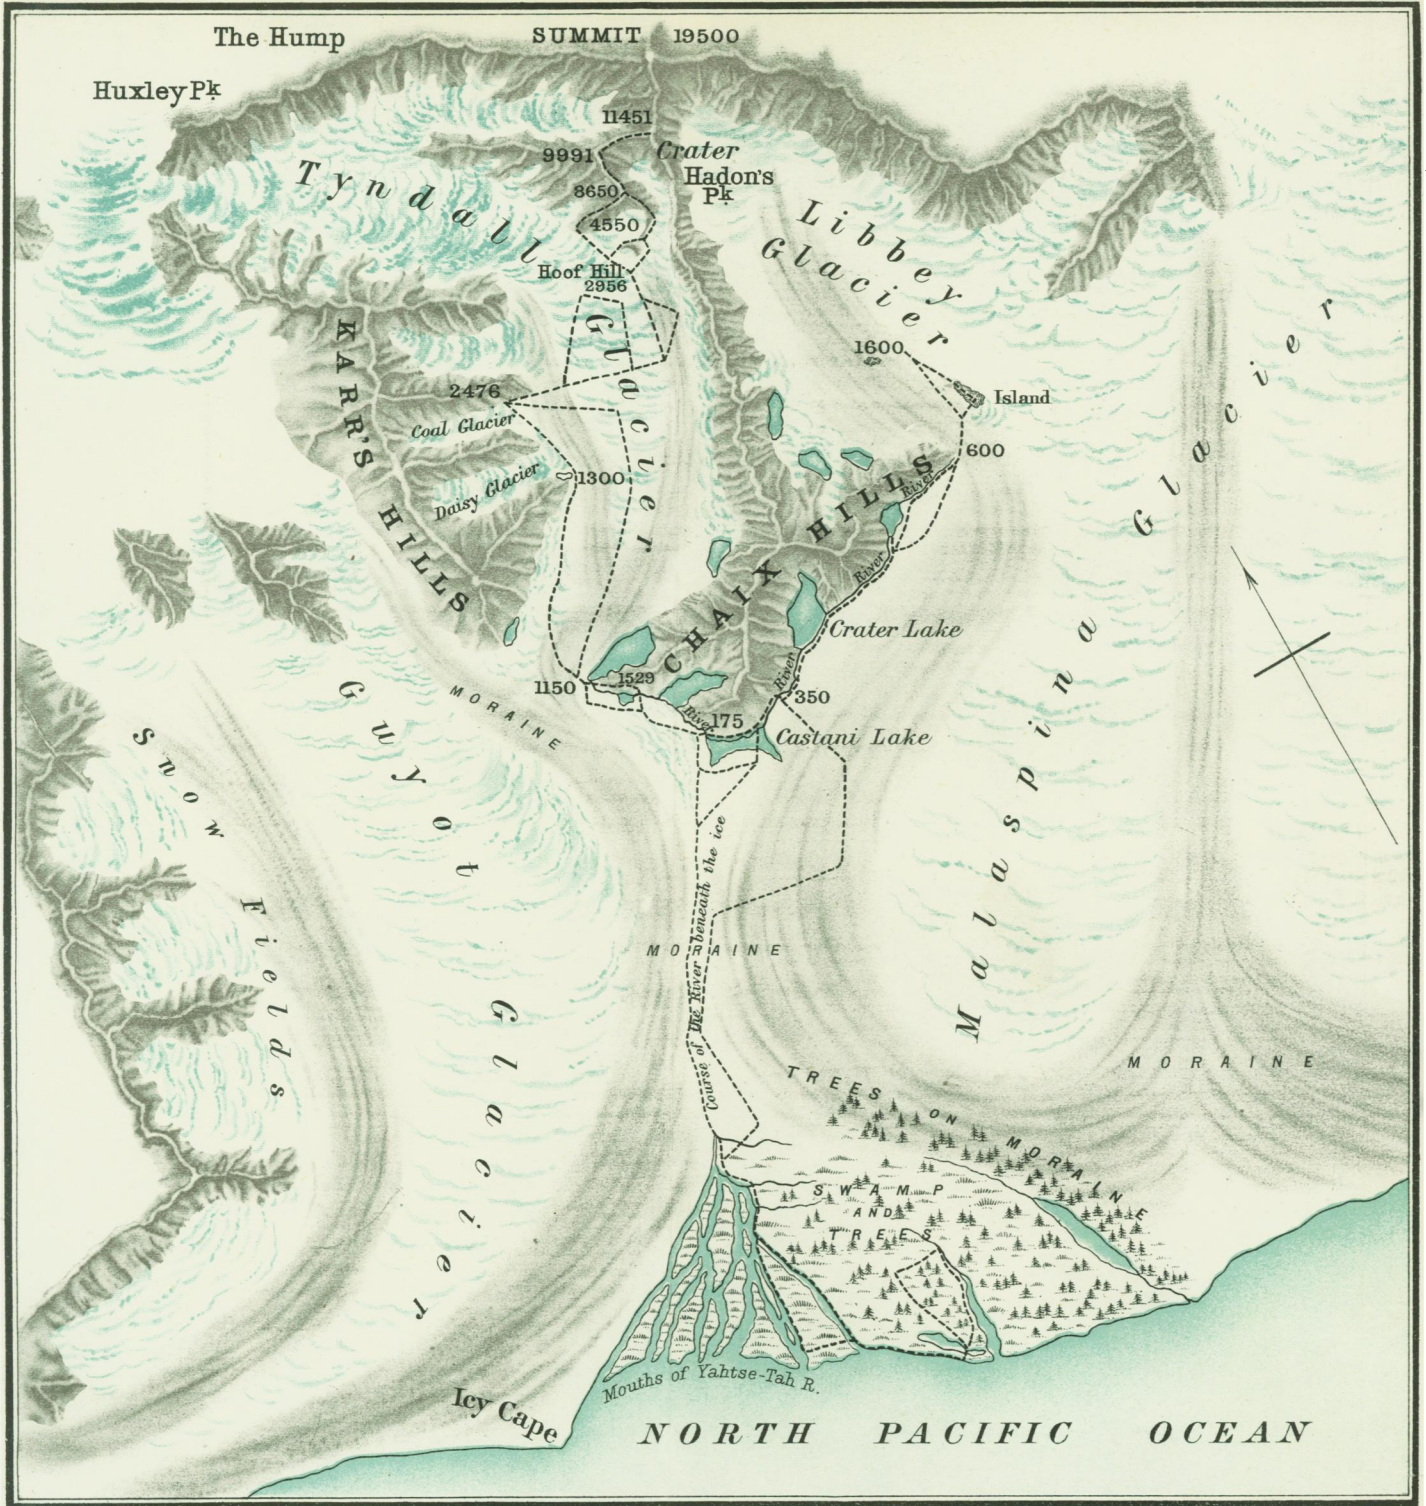 The Hump
SUMMIT 19500
Huxley Pk.
11451
9991
Crater
8650
Hadon's
Pk.
4550
Tyndall
Glacier
Hoof Hill
2956
Libbey
Glacier
1600
Island
600
KARR'S
HILLS
2476
Coal Glacier
Daisy Glacier
1300
CHAIX HILLS
River
River
Crater Lake
River
350
1529
1150
River
175
Castani Lake
Malaspina Glacier
MORAINE
Guyot
Glacier
Snow
Fields
MORAINE
Course of the River beneath the ice
MORAINE
TREES ON MORAINE
SWAMP
AND
TREES
Mouths of Yahtse-Tah R.
Icy Cape
NORTH PACIFIC OCEAN